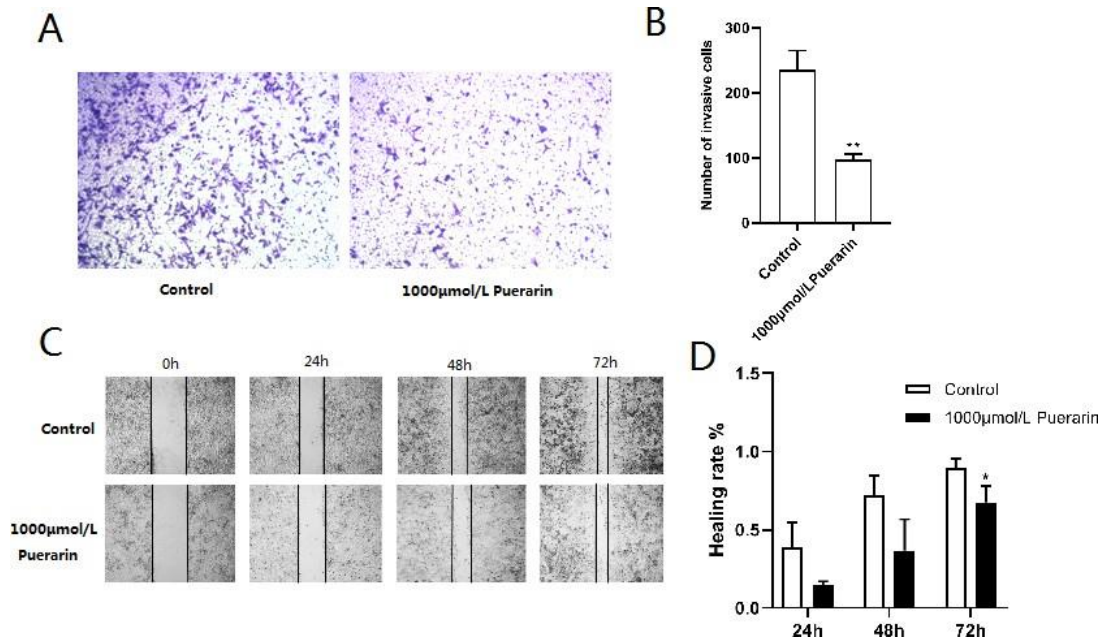 A
Control
1000μmol/L Puerarin
B
Number of invasive cells
300
200
100
0
**
Control
1000μmol/LPuerarin
C
0h
24h
48h
72h
Control
1000μmol/L
Puerarin
D
Healing rate %
1.5
1.0
0.5
0.0
Control
1000μmol/L Puerarin
*
24h
48h
72h